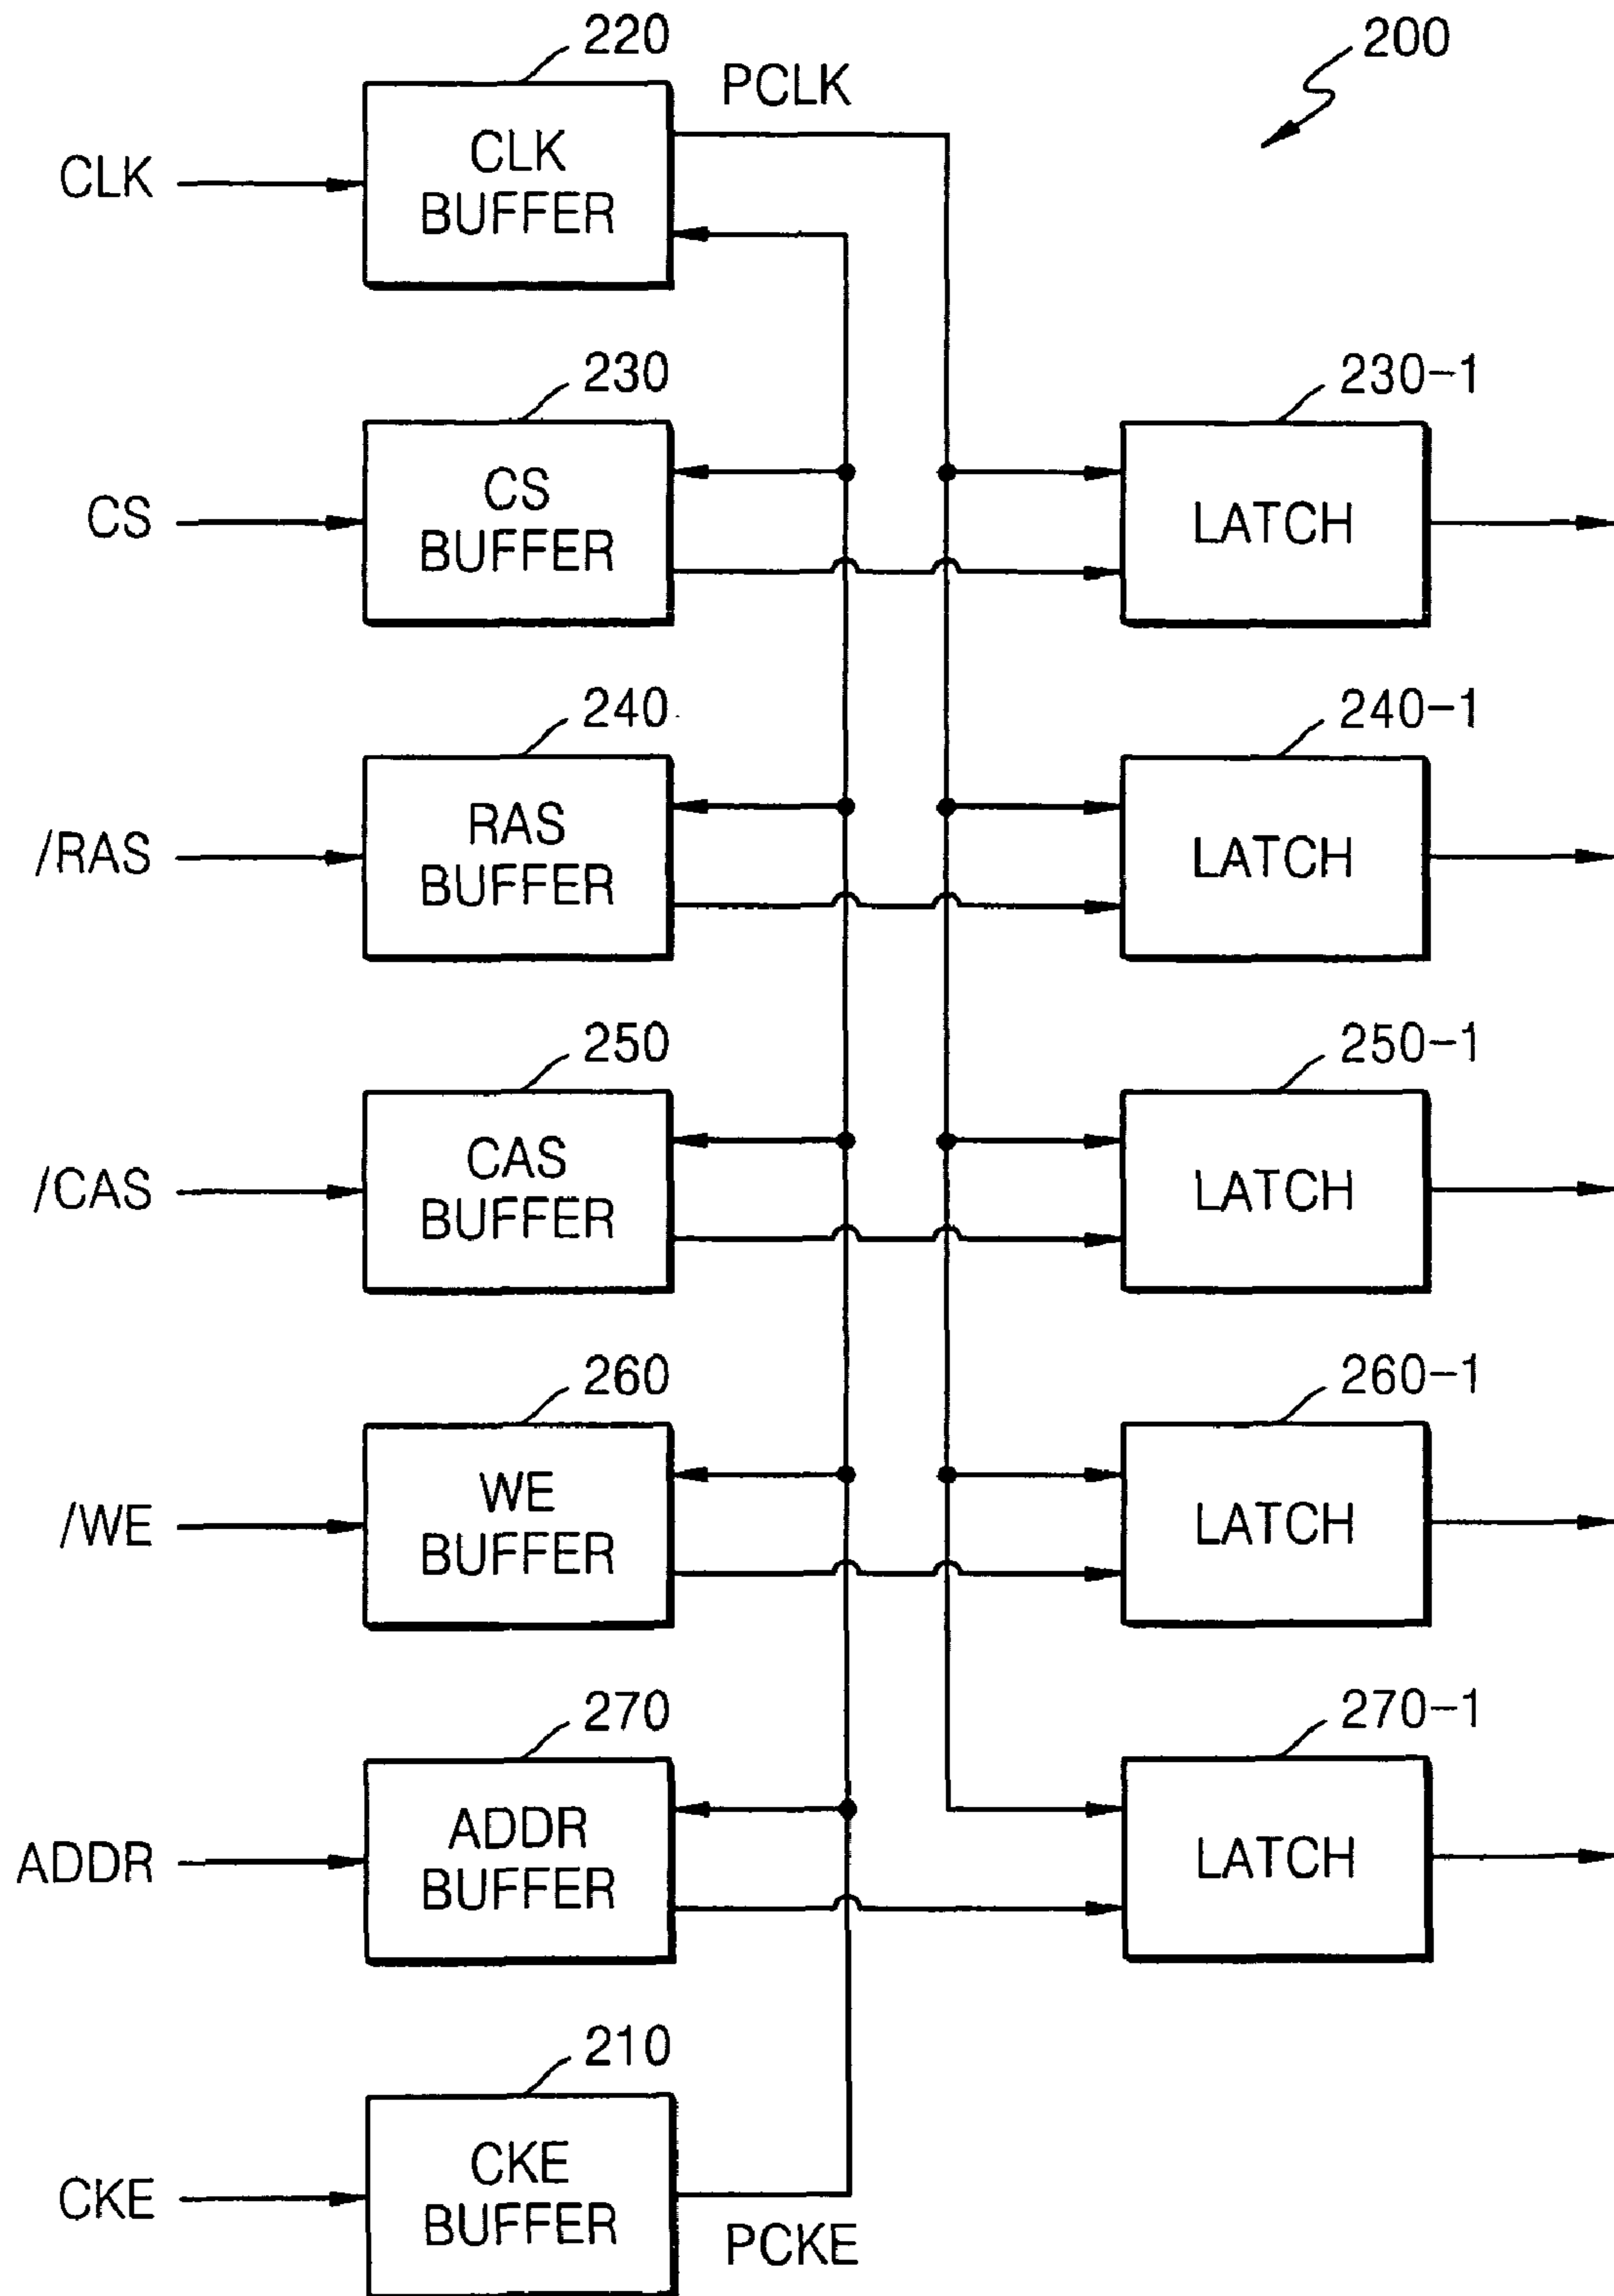 220
PCLK
200
CLK
CLK
BUFFER
230
230-1
CS
CS
BUFFER
LATCH
240
240-1
/RAS
RAS
BUFFER
LATCH
250
250-1
/CAS
CAS
BUFFER
LATCH
260
260-1
/WE
WE
BUFFER
LATCH
270
270-1
ADDR
ADDR
BUFFER
LATCH
210
CKE
CKE
BUFFER
PCKE